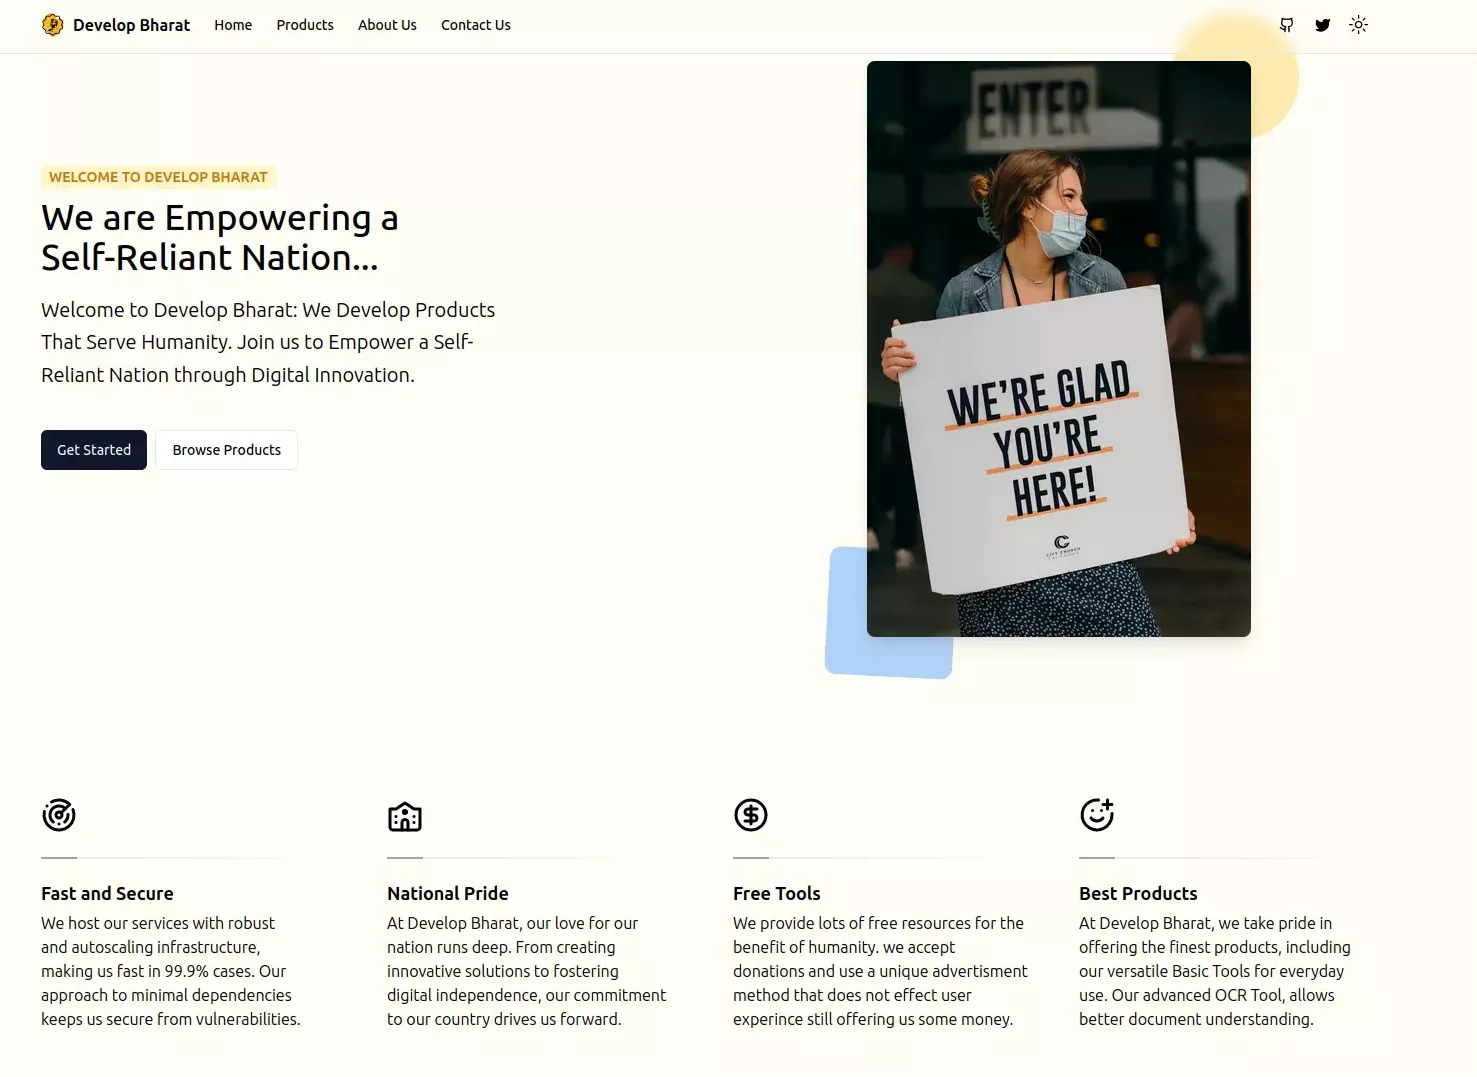 Develop Bharat
Home
Products
About Us
Contact Us
ENTER
WELCOME TO DEVELOP BHARAT
We are Empowering a
Self-Reliant Nation...
Welcome to Develop Bharat: We Develop Products
That Serve Humanity. Join us to Empower a Self-
Reliant Nation through Digital Innovation.
Get Started
Browse Products
WE'RE GLAD
YOU'RE
HERE!
CITY CHURCH
Fast and Secure
We host our services with robust
and autoscaling infrastructure,
making us fast in 99.9% cases. Our
approach to minimal dependencies
keeps us secure from vulnerabilities.
National Pride
At Develop Bharat, our love for our
nation runs deep. From creating
innovative solutions to fostering
digital independence, our commitment
to our country drives us forward.
Free Tools
We provide lots of free resources for the
benefit of humanity. we accept
donations and use a unique advertisment
method that does not effect user
experince still offering us some money.
Best Products
At Develop Bharat, we take pride in
offering the finest products, including
our versatile Basic Tools for everyday
use. Our advanced OCR Tool, allows
better document understanding.